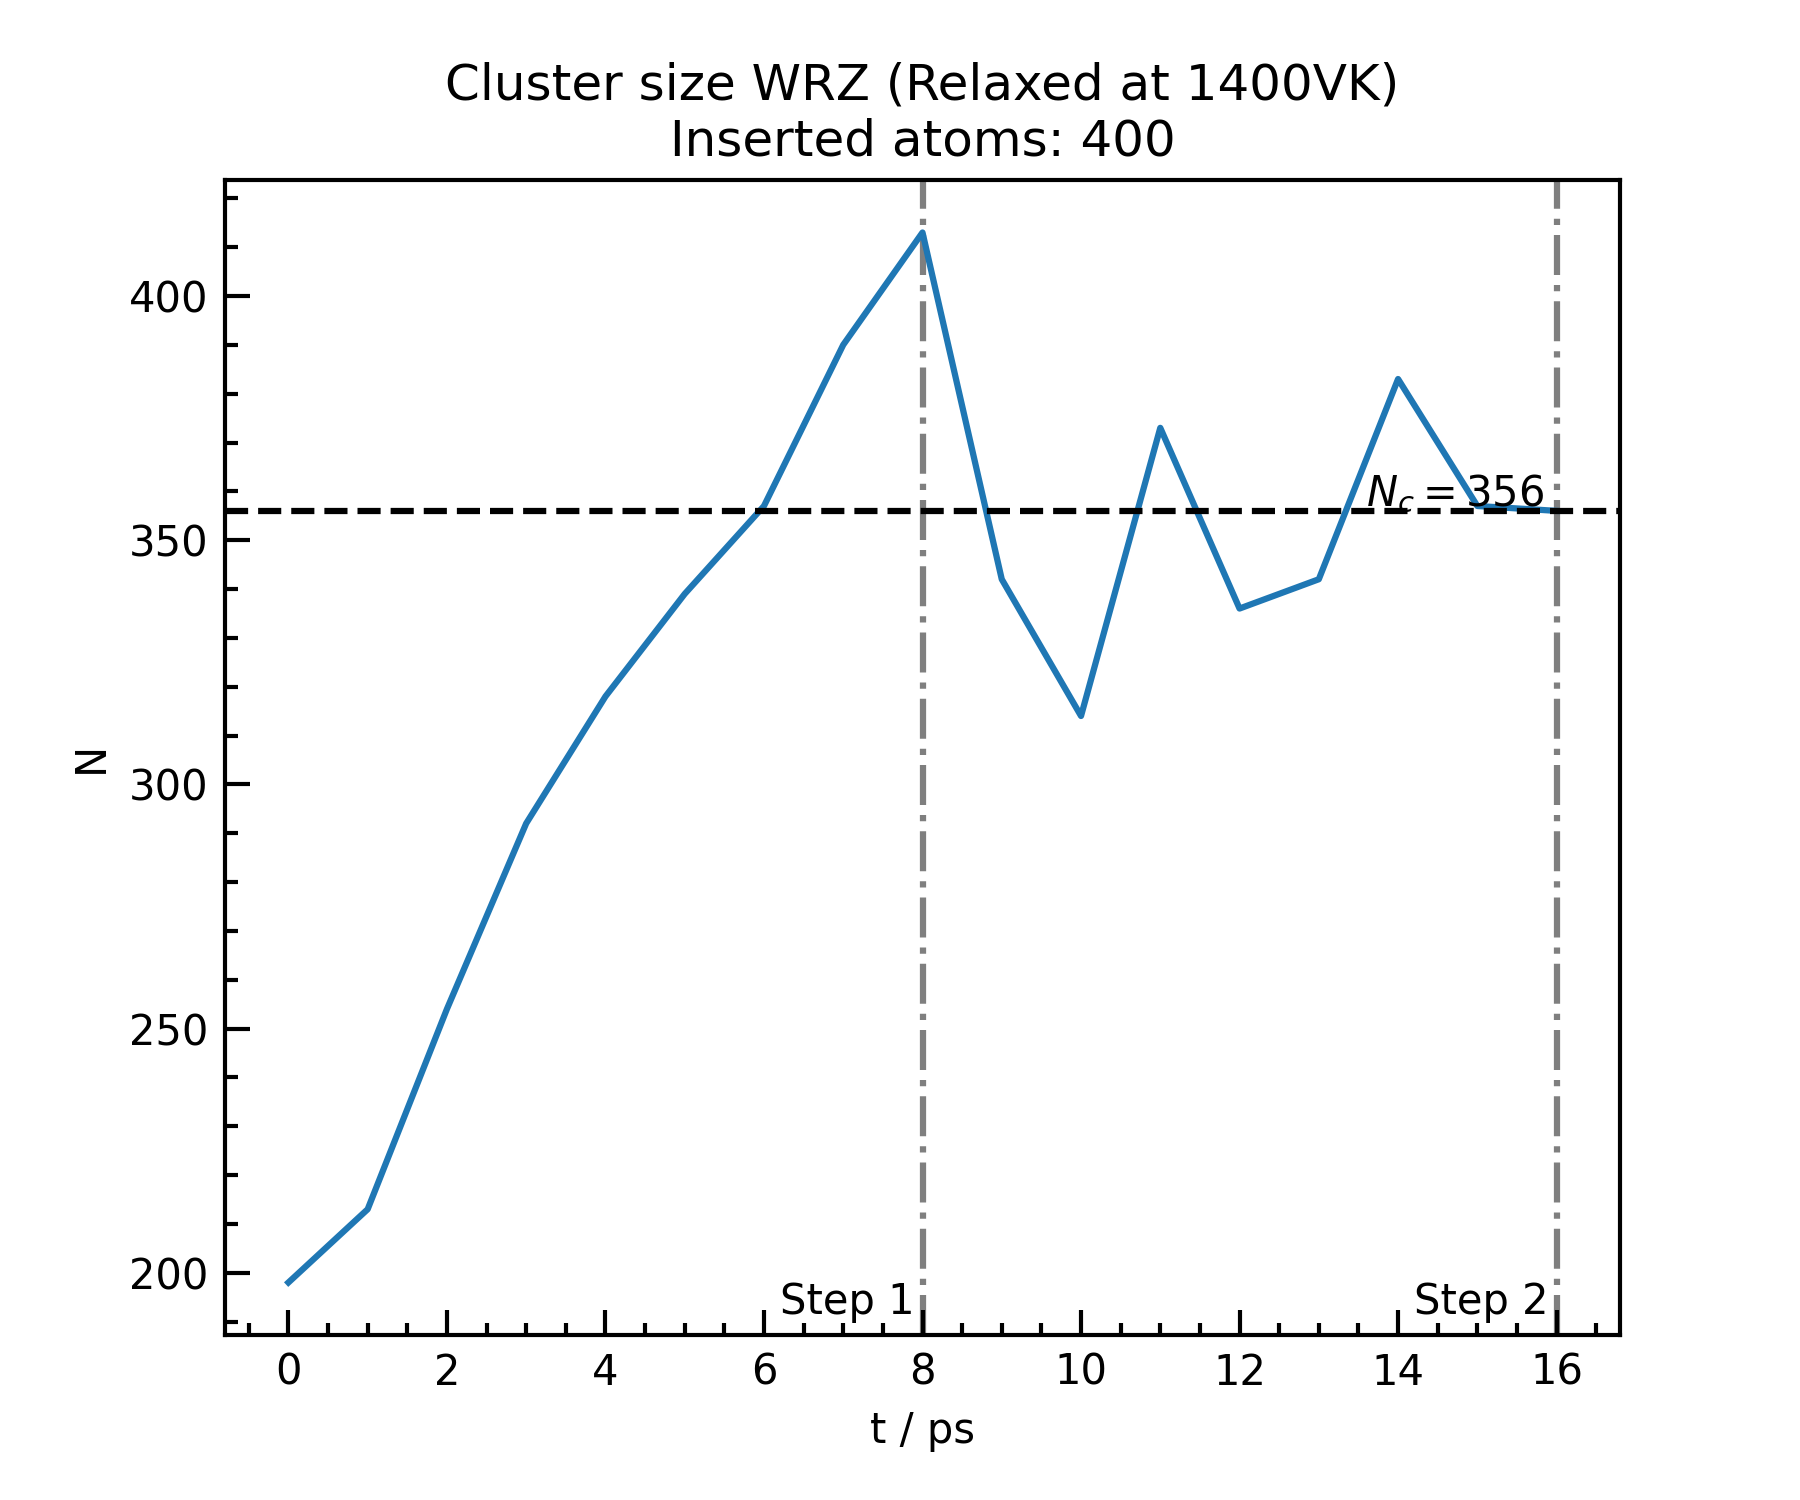 Cluster size WRZ (Relaxed at 1400VK)
Inserted atoms: 400
400
350
300
250
200
N
N_c = 356
Step 1
Step 2
0 2 4 6 8 10 12 14 16
t / ps